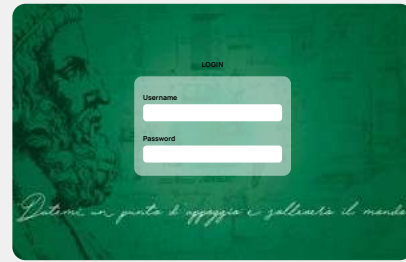 LOGIN
Username
Password
Datemi un punto d'appoggio e solleverò il mondo